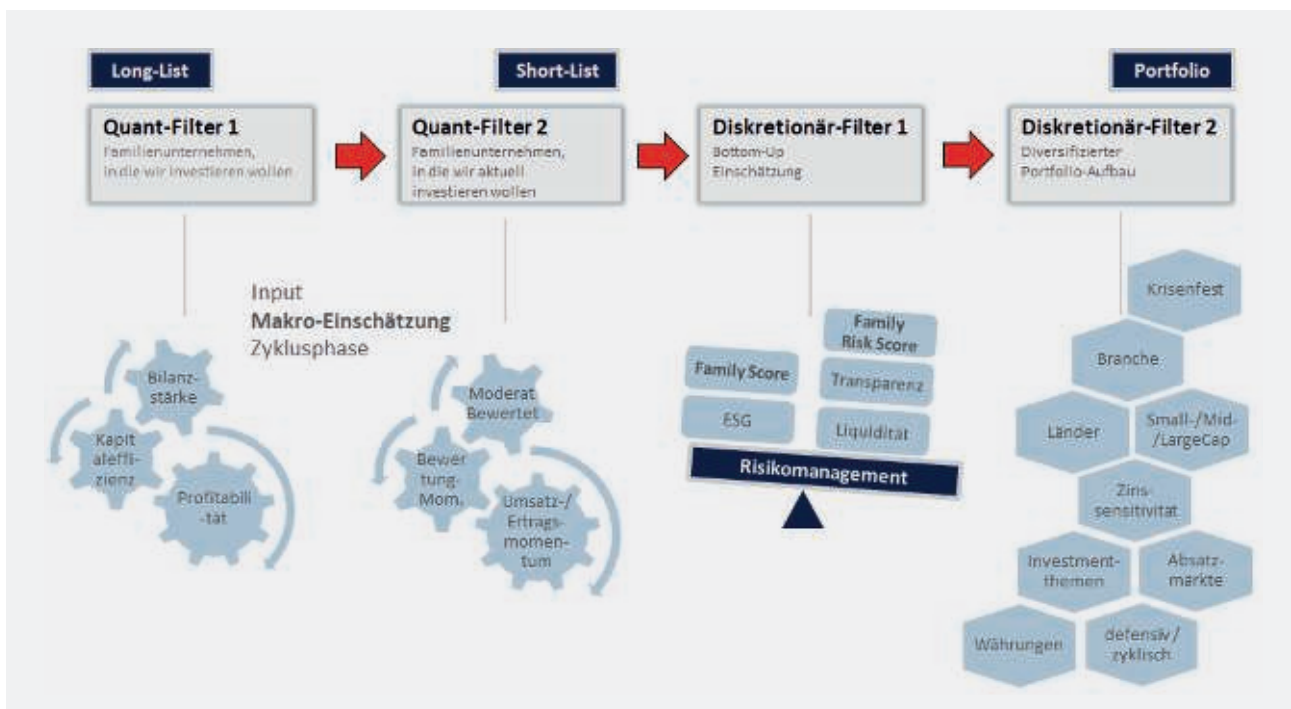 Long-List
Short-List
Portfolio
Quant-Filter 1
Familienunternehmen,
in die wir investieren wollen
Quant-Filter 2
Familienunternehmen,
in die wir aktuell
investieren wollen
Diskretionär-Filter 1
Bottom-Up
Einschätzung
Diskretionär-Filter 2
Diversifizierter
Portfolio-Aufbau
Input
Makro-Einschätzung
Zyklusphase
Bilanz-
stärke
Kapit
aleffi-
zienz
Profitabili
-tät
Moderat
Bewertet
Bewer
tung-
Mom.
Umsatz-/
Ertrags-
momen-
tum
Family Score
ESG
Family
Risk Score
Transparenz
Liquidität
Risikomanagement
Krisenfest
Branche
Länder
Small-/Mid-
/LargeCap
Zins-
sensitivität
Investment-
themen
Absatz-
märkte
Währungen
defensiv/
zyklisch